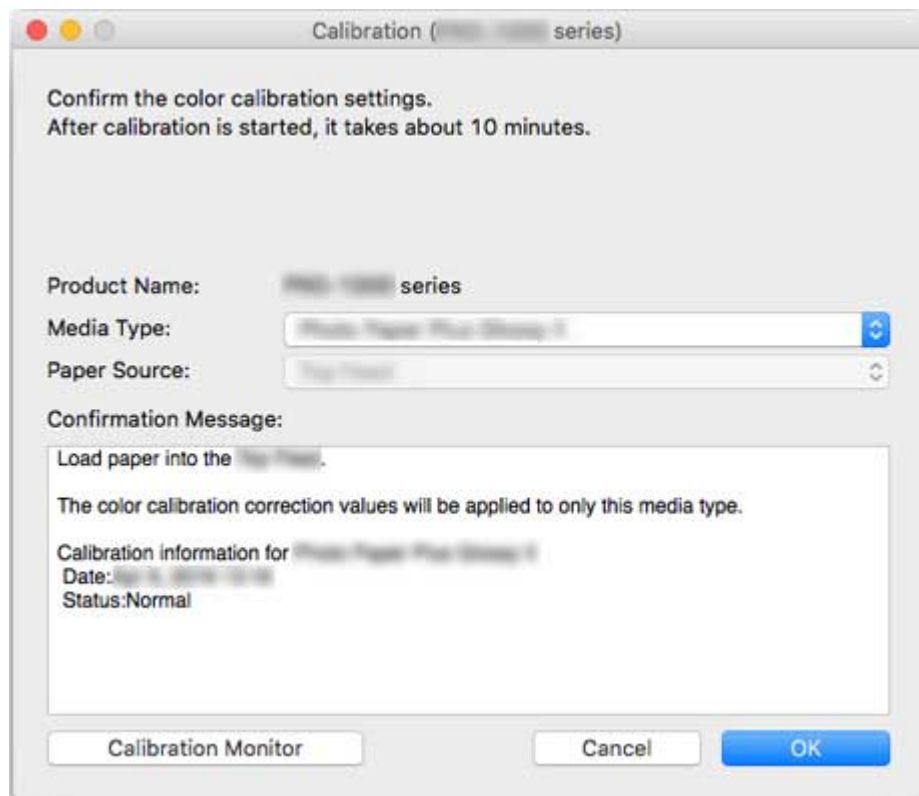 Calibration ( series)
Confirm the color calibration settings.
After calibration is started, it takes about 10 minutes.
Product Name: series
Media Type:
Paper Source:
Confirmation Message:
Load paper into the .
The color calibration correction values will be applied to only this media type.
Calibration information for
Date:
Status:Normal
Calibration Monitor Cancel OK